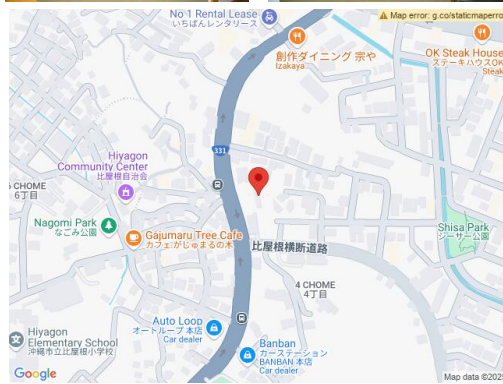 No 1 Rental Lease
いちばんレンタリース
Map error: g.co/staticmaperro
創作ダイニング 宗や
Izakaya
OK Steak House
ステーキハウスOK
Steak
331
Hiyagon
Community Center
比屋根自治会
CHOME
6丁目
Nagomi Park
なごみ公園
Gajumaru Tree Cafe
カフェがじゅまるの木
Shisa Park
シーサー公園
比屋根横断道路
4 CHOME
4丁目
Auto Loop
オートループ 本店
Car dealer
Hiyagon
Elementary School
沖縄市立比屋根小学校
Banban
カーステーション
BANBAN 本店
Car dealer
Google
Map data ©202